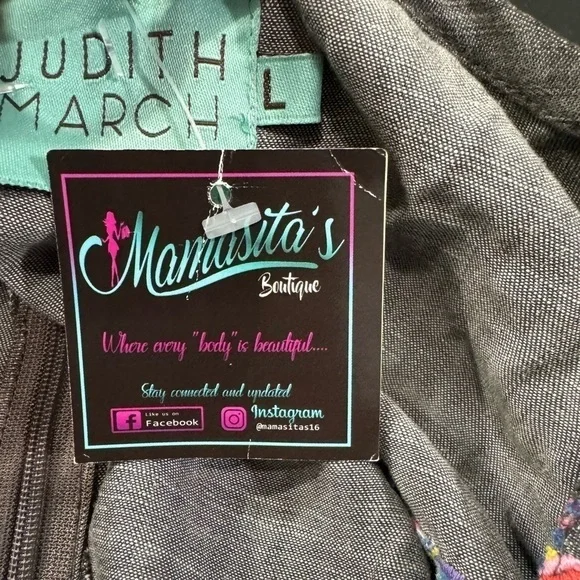 JUDITH
MARCH
L
Mamasita's
Boutique
Where every "body" is beautiful....
Stay connected and updated
f
Like us on
Facebook
Instagram
@mamasitas16